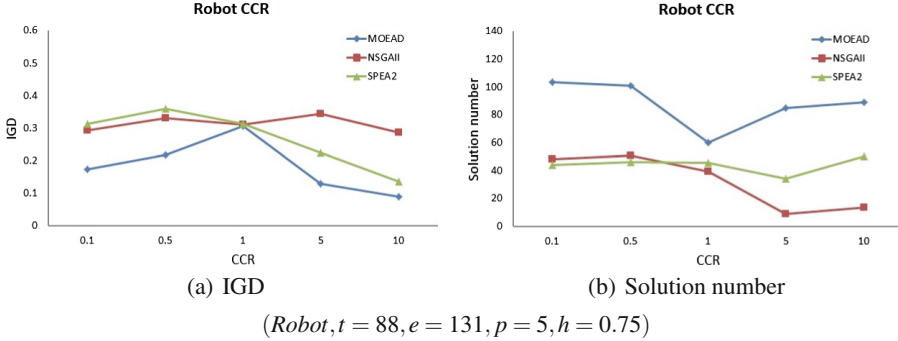 Robot CCR
0.6
0.5
0.4
0.3
0.2
0.1
0
IGD
MOEAD
NSGAII
SPEA2
0.1 0.5 1 5 10
CCR
(a) IGD
Robot CCR
140
120
100
80
60
40
20
0
Solution number
MOEAD
NSGAII
SPEA2
0.1 0.5 1 5 10
CCR
(b) Solution number
(Robot, t = 88, e = 131, p = 5, h = 0.75)